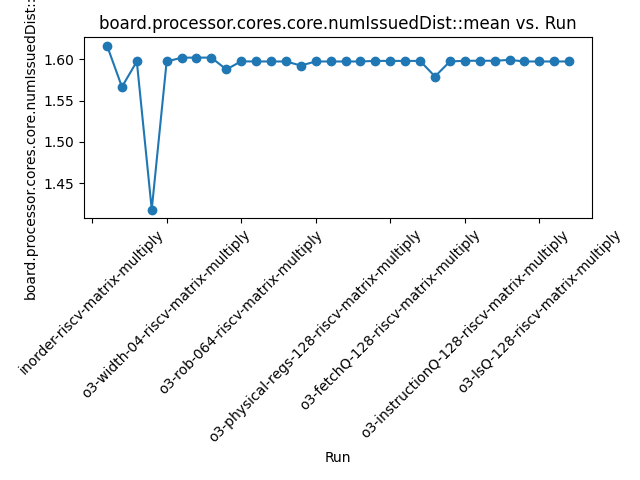 board.processor.cores.core.numIssuedDist::mean vs. Run
board.processor.cores.core.numIssuedDist::
1.60
1.55
1.50
1.45
inorder-riscv-matrix-multiply
o3-width-04-riscv-matrix-multiply
o3-rob-064-riscv-matrix-multiply
o3-physical-regs-128-riscv-matrix-multiply
o3-fetchQ-128-riscv-matrix-multiply
o3-instructionQ-128-riscv-matrix-multiply
o3-lsQ-128-riscv-matrix-multiply
Run